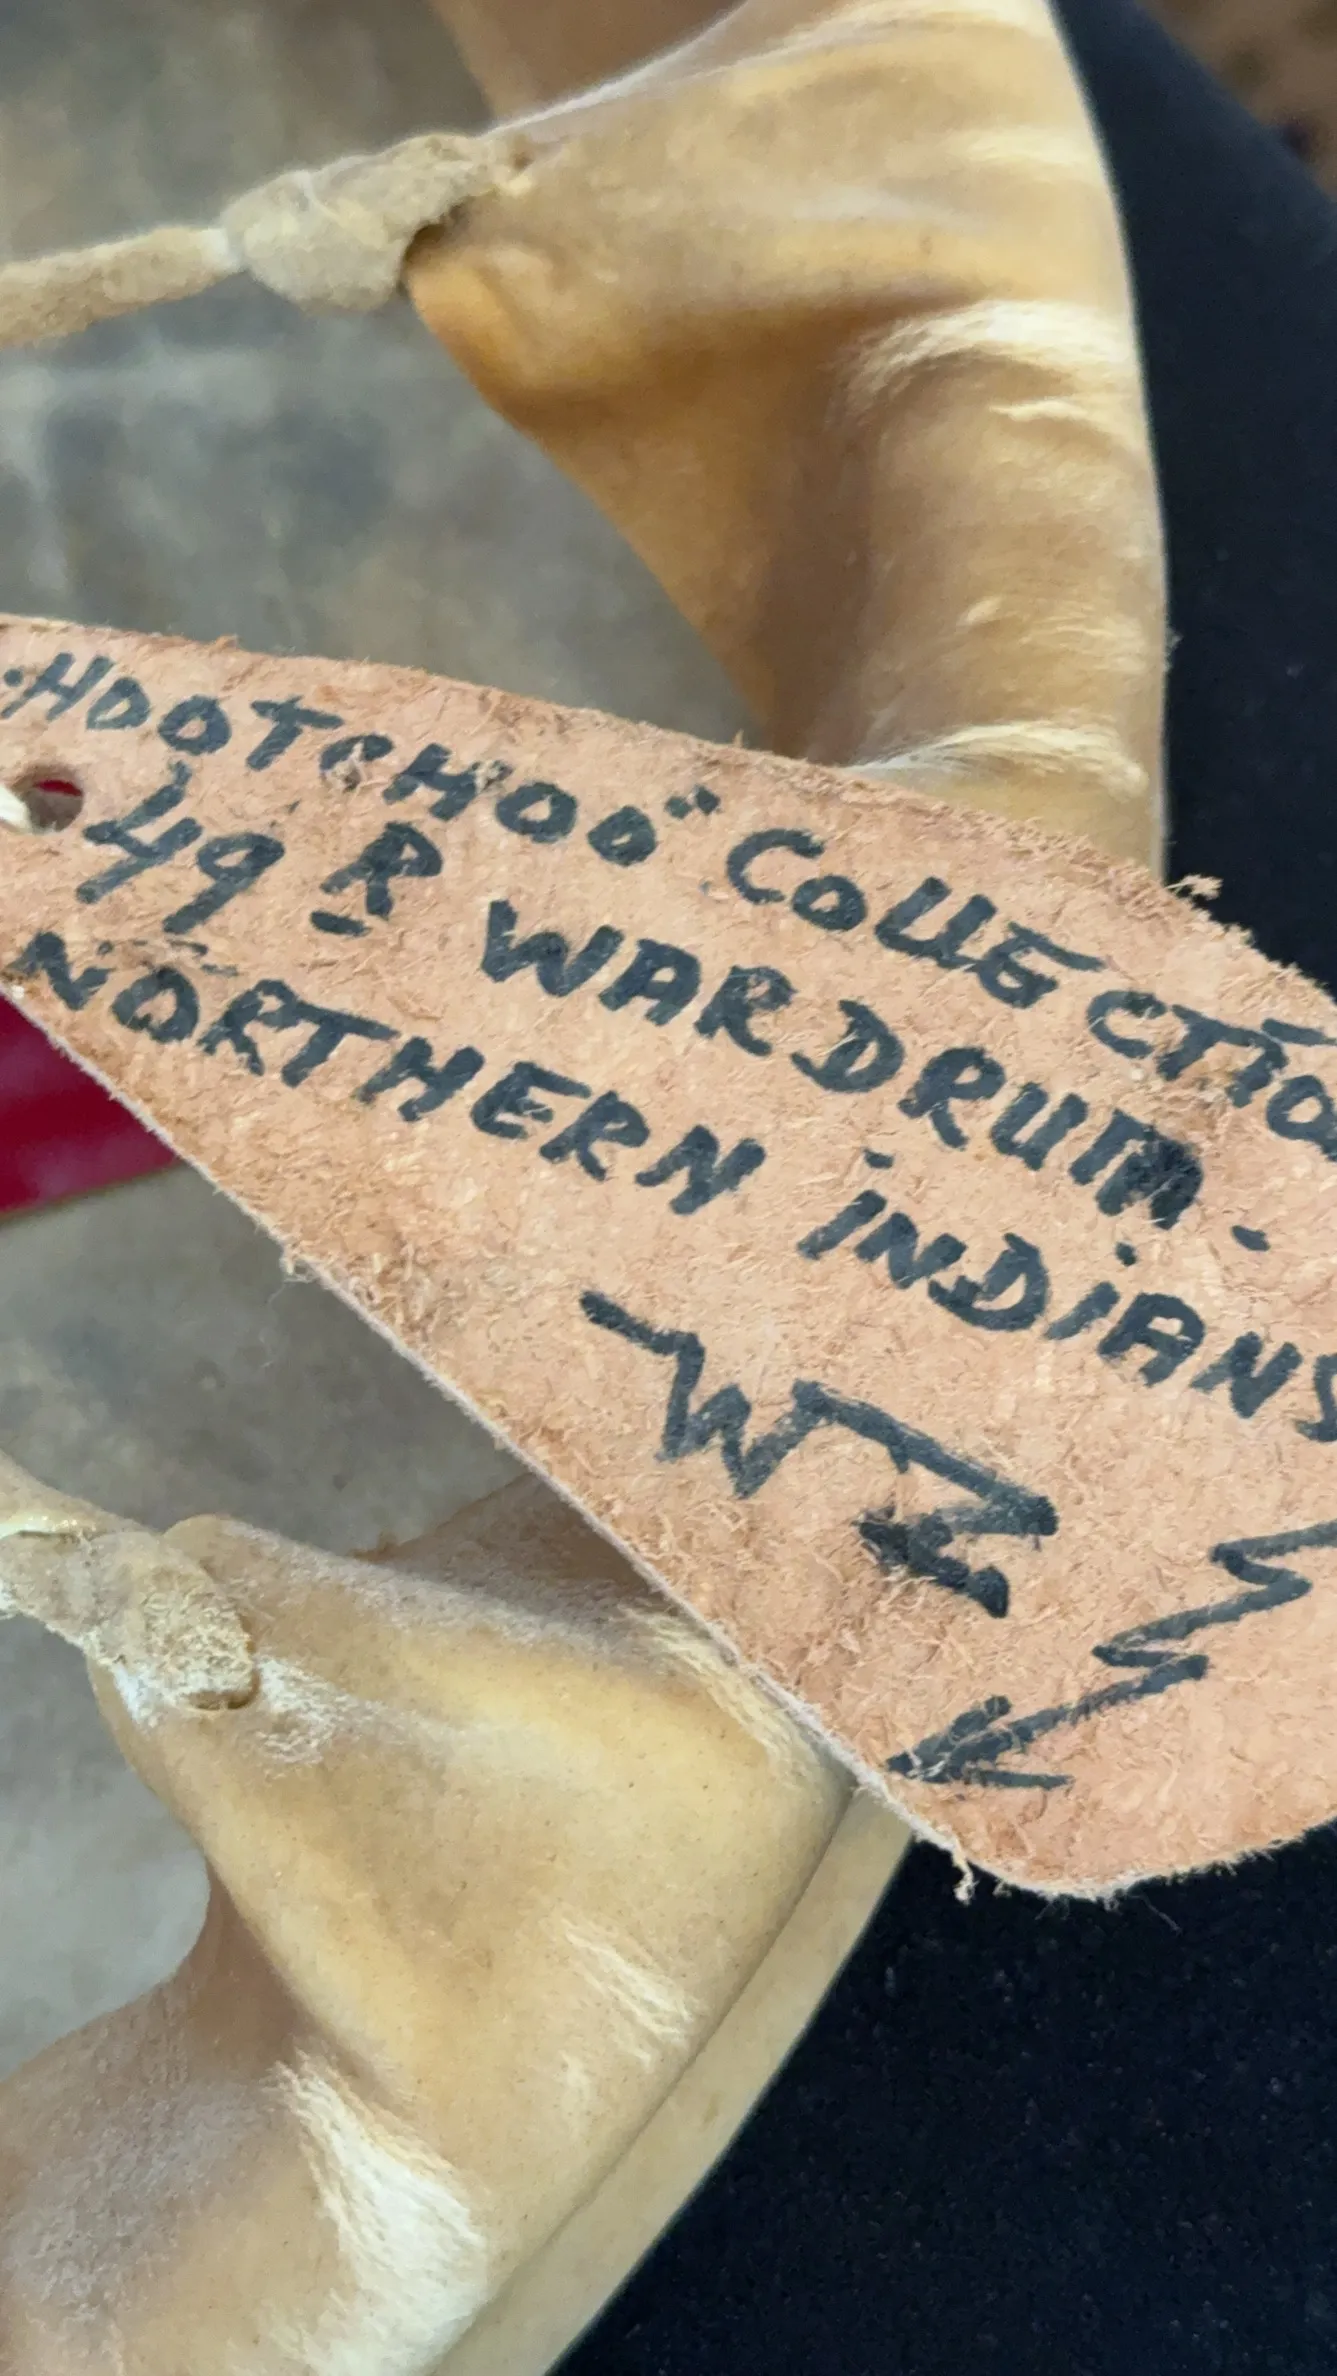 "HOOTCHOO" COLLECTIO
49 R WAR DRUM.
NORTHERN INDIANS